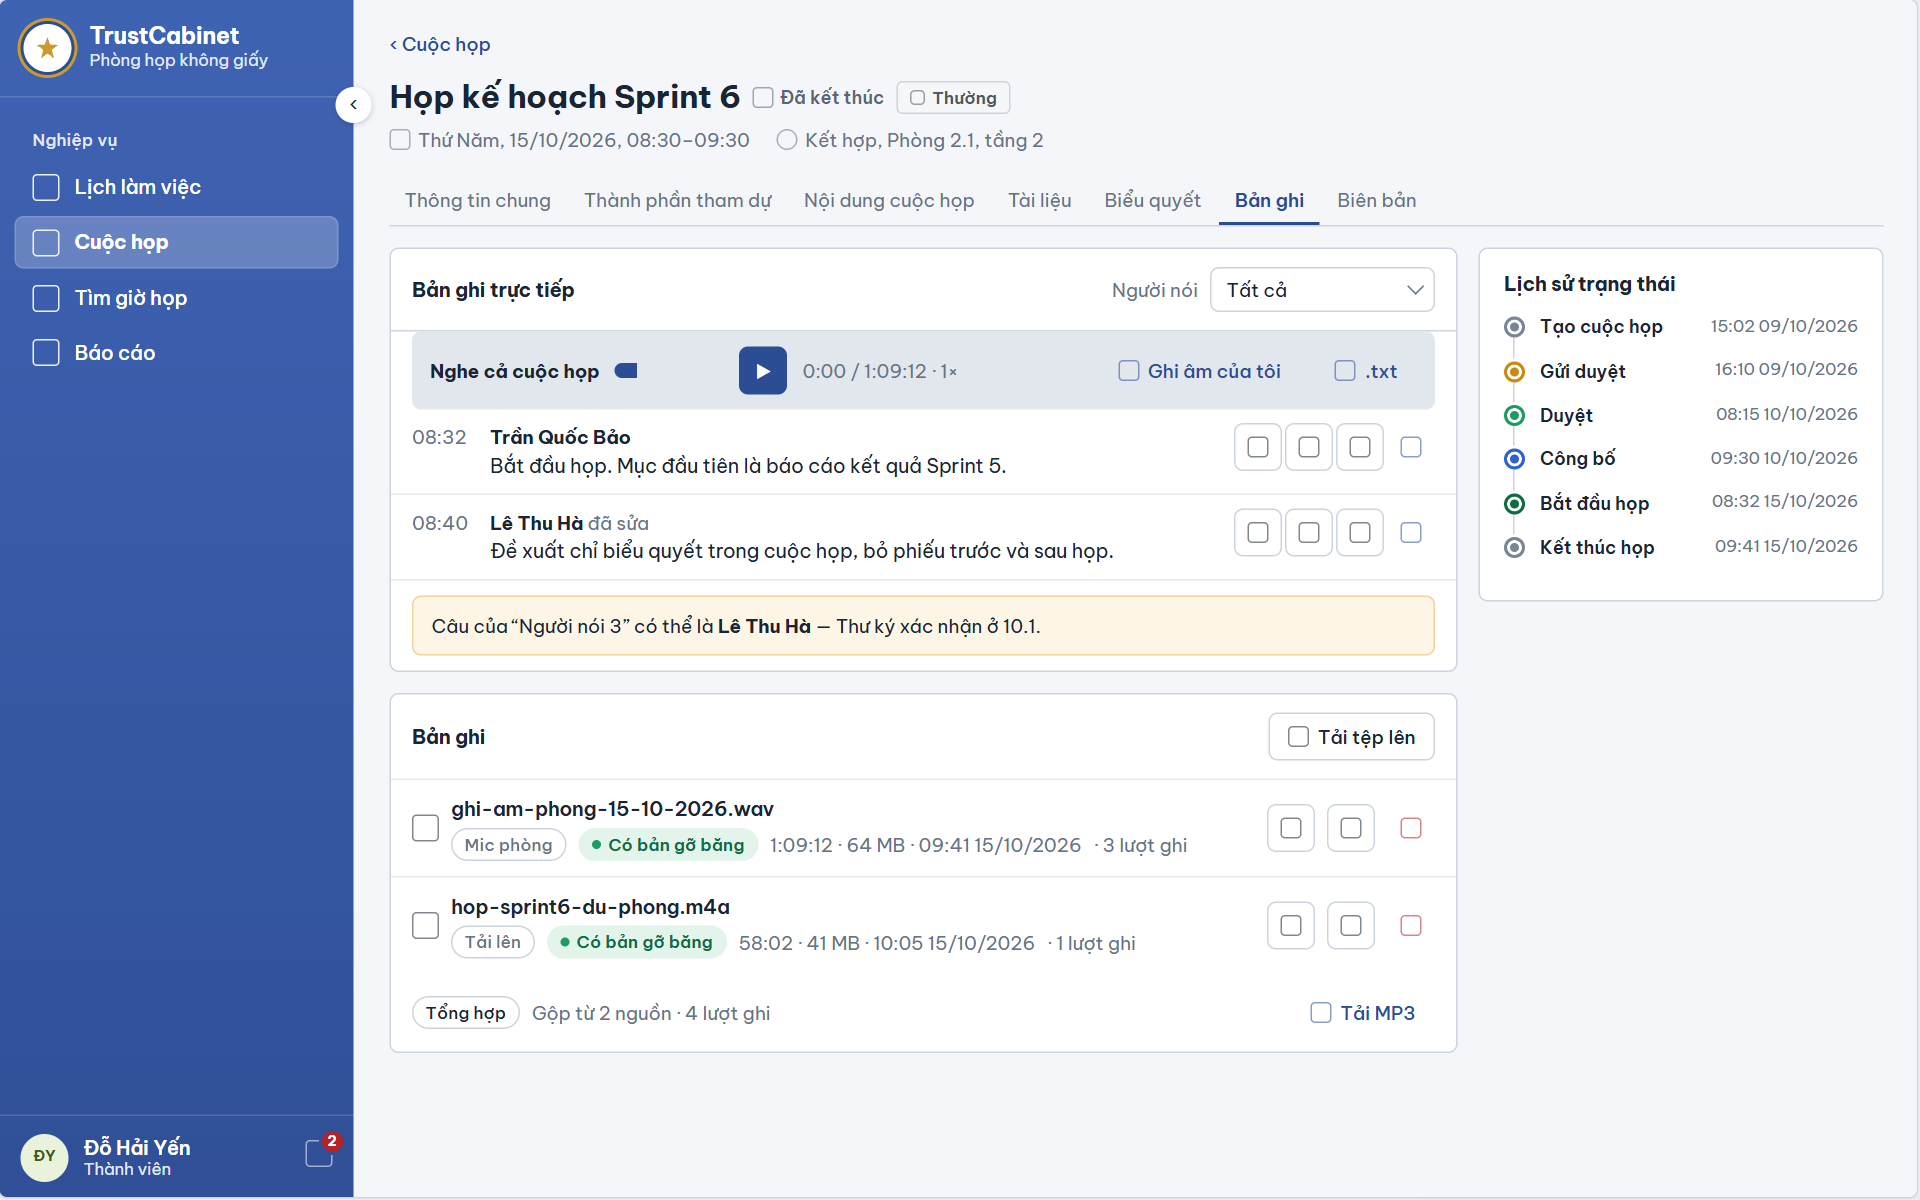 TrustCabinet
Phòng họp không giấy
Nghiệp vụ
Lịch làm việc
Cuộc họp
Tìm giờ họp
Báo cáo
ĐY
Đỗ Hải Yến
Thành viên
2
‹ Cuộc họp
Họp kế hoạch Sprint 6
Đã kết thúc
Thường
Thứ Năm, 15/10/2026, 08:30–09:30
Kết hợp, Phòng 2.1, tầng 2
Thông tin chung
Thành phần tham dự
Nội dung cuộc họp
Tài liệu
Biểu quyết
Bản ghi
Biên bản
Bản ghi trực tiếp
Người nói
Tất cả
Nghe cả cuộc họp
0:00 / 1:09:12 · 1×
Ghi âm của tôi
.txt
08:32
Trần Quốc Bảo
Bắt đầu họp. Mục đầu tiên là báo cáo kết quả Sprint 5.
08:40
Lê Thu Hà đã sửa
Đề xuất chỉ biểu quyết trong cuộc họp, bỏ phiếu trước và sau họp.
Câu của “Người nói 3” có thể là Lê Thu Hà — Thư ký xác nhận ở 10.1.
Bản ghi
Tải tệp lên
ghi-am-phong-15-10-2026.wav
Mic phòng
Có bản gỡ băng
1:09:12 · 64 MB · 09:41 15/10/2026 · 3 lượt ghi
hop-sprint6-du-phong.m4a
Tải lên
Có bản gỡ băng
58:02 · 41 MB · 10:05 15/10/2026 · 1 lượt ghi
Tổng hợp
Gộp từ 2 nguồn · 4 lượt ghi
Tải MP3
Lịch sử trạng thái
Tạo cuộc họp 15:02 09/10/2026
Gửi duyệt 16:10 09/10/2026
Duyệt 08:15 10/10/2026
Công bố 09:30 10/10/2026
Bắt đầu họp 08:32 15/10/2026
Kết thúc họp 09:41 15/10/2026